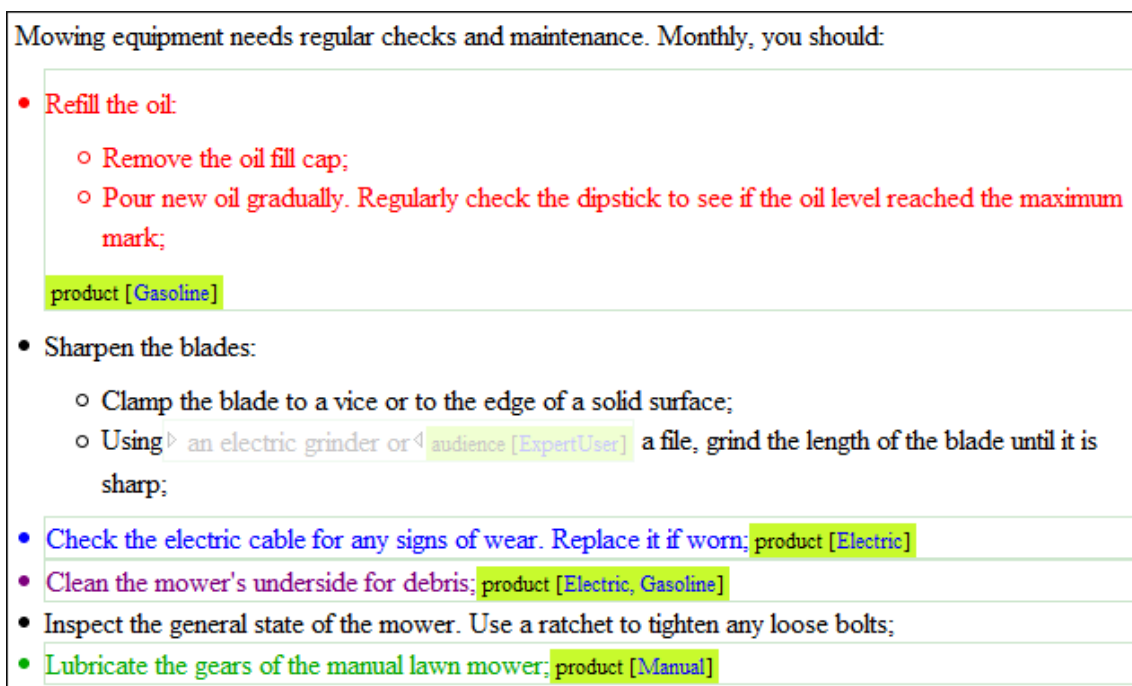 Mowing equipment needs regular checks and maintenance. Monthly, you should:
Refill the oil:
Remove the oil fill cap;
Pour new oil gradually. Regularly check the dipstick to see if the oil level reached the maximum
mark;
product [Gasoline]
Sharpen the blades:
Clamp the blade to a vice or to the edge of a solid surface;
Using an electric grinder or audience [ExpertUser] a file, grind the length of the blade until it is
sharp;
Check the electric cable for any signs of wear. Replace it if worn; product [Electric]
Clean the mower's underside for debris; product [Electric, Gasoline]
Inspect the general state of the mower. Use a ratchet to tighten any loose bolts;
Lubricate the gears of the manual lawn mower; product [Manual]